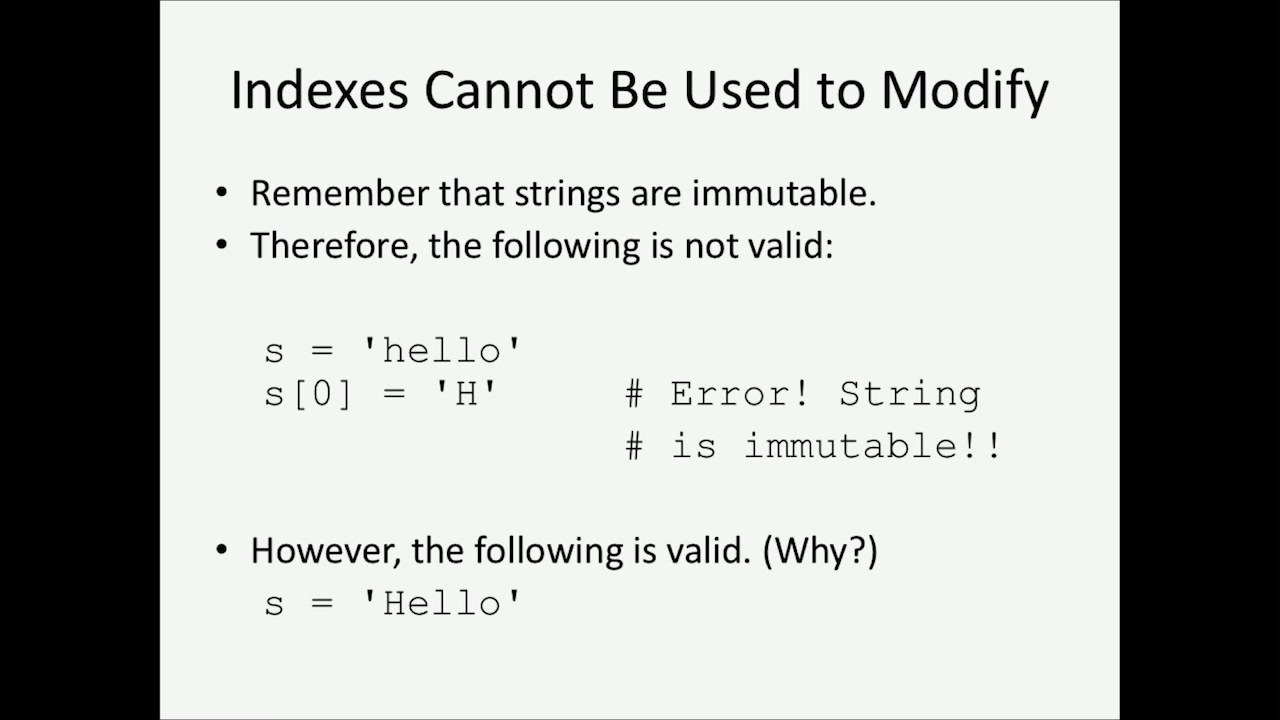 Indexes Cannot Be Used to Modify
• Remember that strings are immutable.
• Therefore, the following is not valid:
s = 'hello'
s[0] = 'H' # Error! String
# is immutable!!
• However, the following is valid. (Why?)
s = 'Hello'